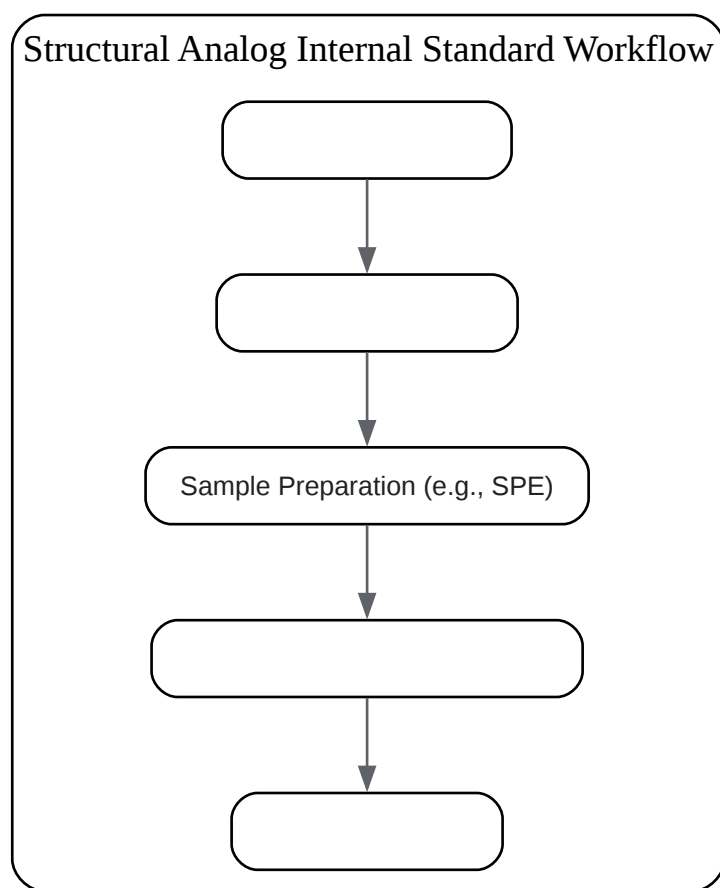 Structural Analog Internal Standard Workflow
Sample Preparation (e.g., SPE)